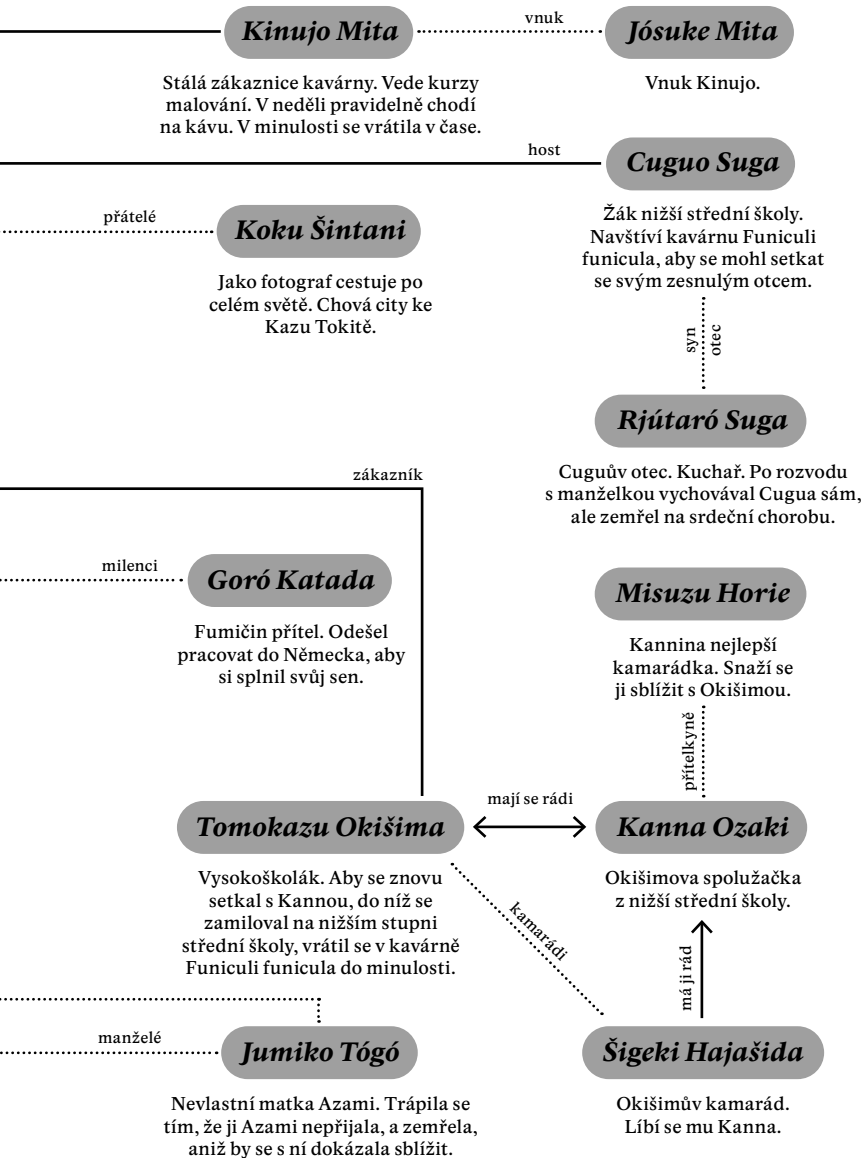 Kinujo Mita
vnuk
Jósuke Mita
Stálá zákaznice kavárny. Vede kurzy
malování. V neděli pravidelně chodí
na kávu. V minulosti se vrátila v čase.
Vnuk Kinujo.
host
Cuguo Suga
Žák nižší střední školy.
Navštíví kavárnu Funiculi
funicula, aby se mohl setkat
se svým zesnulým otcem.
přátelé
Koku Šintani
Jako fotograf cestuje po
celém světě. Chová city ke
Kazu Tokitě.
syn
otec
Rjútaró Suga
Cuguův otec. Kuchař. Po rozvodu
s manželkou vychovával Cugua sám,
ale zemřel na srdeční chorobu.
zákazník
milenci
Goró Katada
Fumičin přítel. Odešel
pracovat do Německa, aby
si splnil svůj sen.
Misuzu Horie
Kannina nejlepší
kamarádka. Snaží se
ji sblížit s Okišimou.
přítelkyně
Tomokazu Okišima
mají se rádi
Kanna Ozaki
Vysokoškolák. Aby se znovu
setkal s Kannou, do níž se
zamiloval na nižším stupni
střední školy, vrátil se v kavárně
Funiculi funicula do minulosti.
Okišimova spolužačka
z nižší střední školy.
kamarádi
má ji rád
manželé
Jumiko Tógó
Nevlastní matka Azami. Trápila se
tím, že ji Azami nepřijala, a zemřela,
aniž by se s ní dokázala sblížit.
Šigeki Hajašida
Okišimův kamarád.
Líbí se mu Kanna.